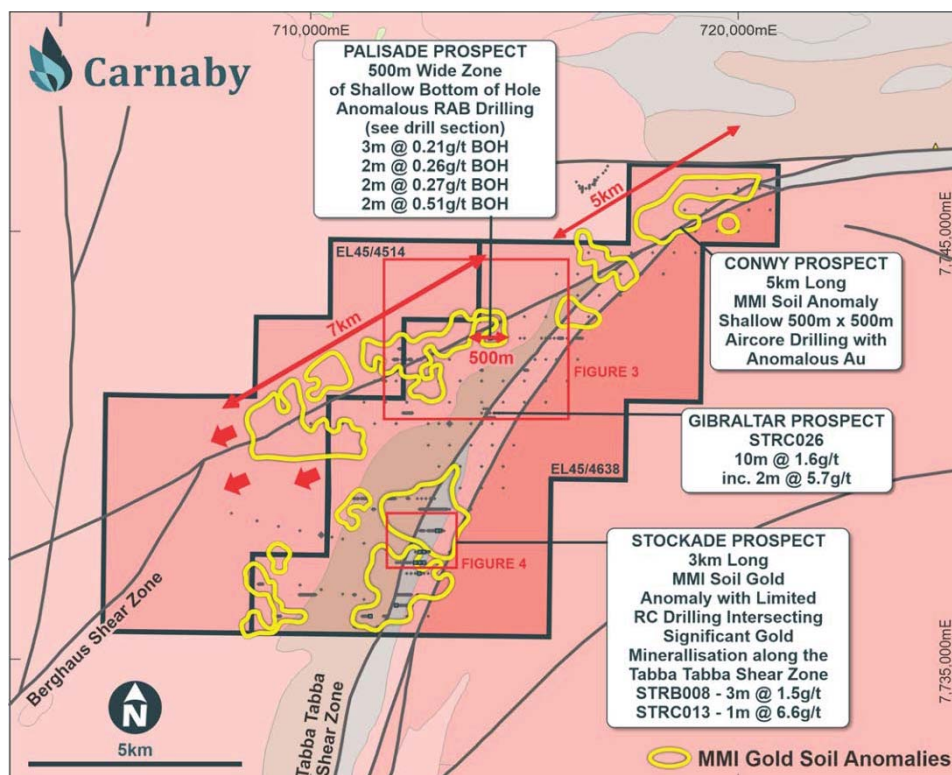 Carnaby
710,000mE
720,000mE
PALISADE PROSPECT
500m Wide Zone
of Shallow Bottom of Hole
Anomalous RAB Drilling
(see drill section)
3m @ 0.21g/t BOH
2m @ 0.26g/t BOH
2m @ 0.27g/t BOH
2m @ 0.51g/t BOH
5km
7,745,000mE
EL45/4514
7km
CONWY PROSPECT
5km Long
MMI Soil Anomaly
Shallow 500m x 500m
Aircore Drilling with
Anomalous Au
500m
FIGURE 3
GIBRALTAR PROSPECT
STRC026
10m @ 1.6g/t
inc. 2m @ 5.7g/t
EL45/4638
STOCKADE PROSPECT
3km Long
MMI Soil Gold
Anomaly with Limited
RC Drilling Intersecting
Significant Gold
Mineralisation along the
Tabba Tabba Shear Zone
STRB008 - 3m @ 1.5g/t
STRC013 - 1m @ 6.6g/t
FIGURE 4
7,735,000mE
Berghaus Shear Zone
Tabba Tabba
Shear Zone
N
5km
MMI Gold Soil Anomalies